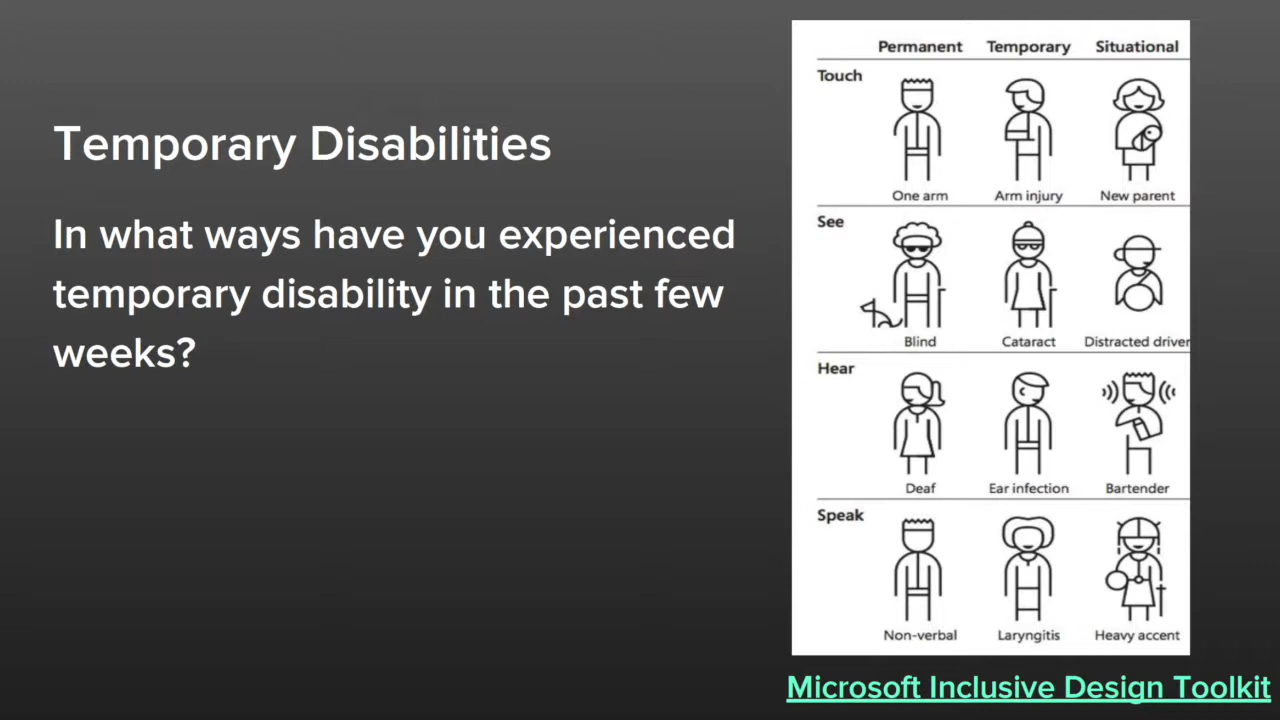 Temporary Disabilities
In what ways have you experienced
temporary disability in the past few
weeks?
Permanent Temporary Situational
Touch
One arm Arm injury New parent
See
Blind Cataract Distracted driver
Hear
Deaf Ear infection Bartender
Speak
Non-verbal Laryngitis Heavy accent
Microsoft Inclusive Design Toolkit